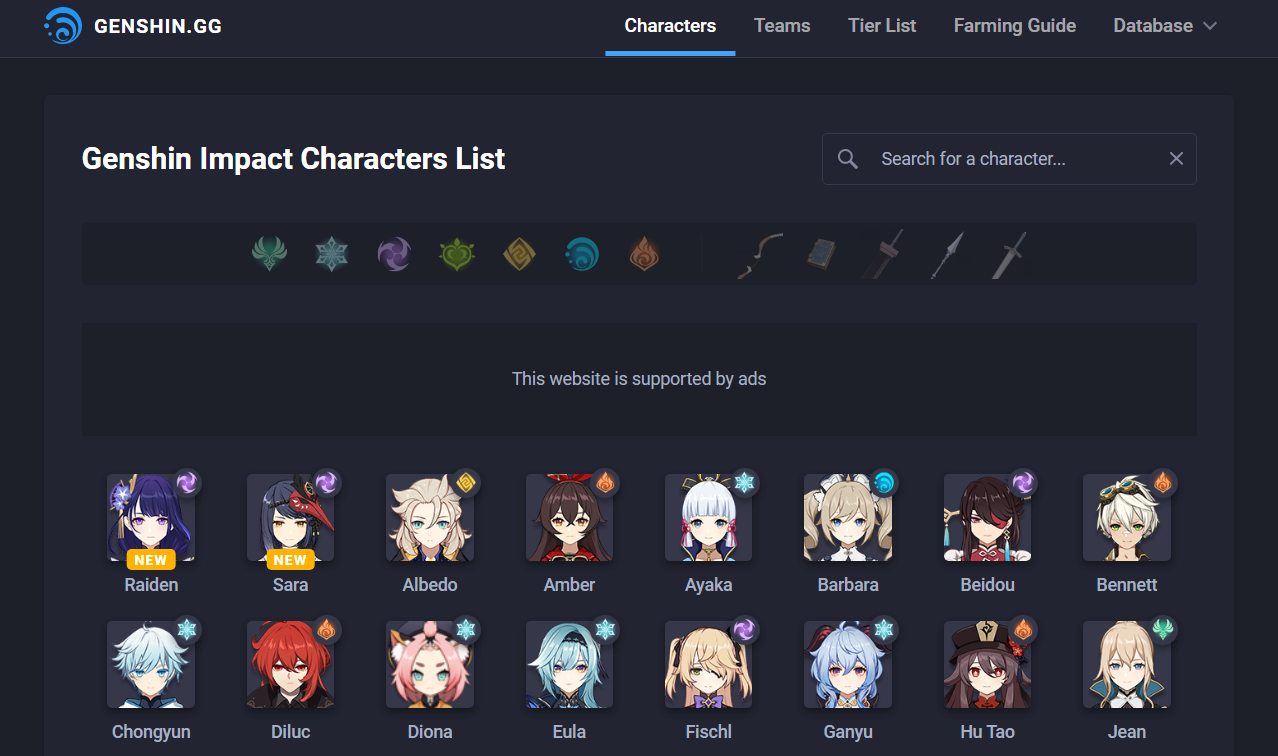 GENSHIN.GG
Characters
Teams
Tier List
Farming Guide
Database
Genshin Impact Characters List
Search for a character...
This website is supported by ads
NEW
NEW
Raiden
Sara
Albedo
Amber
Ayaka
Barbara
Beidou
Bennett
Chongyun
Diluc
Diona
Eula
Fischl
Ganyu
Hu Tao
Jean